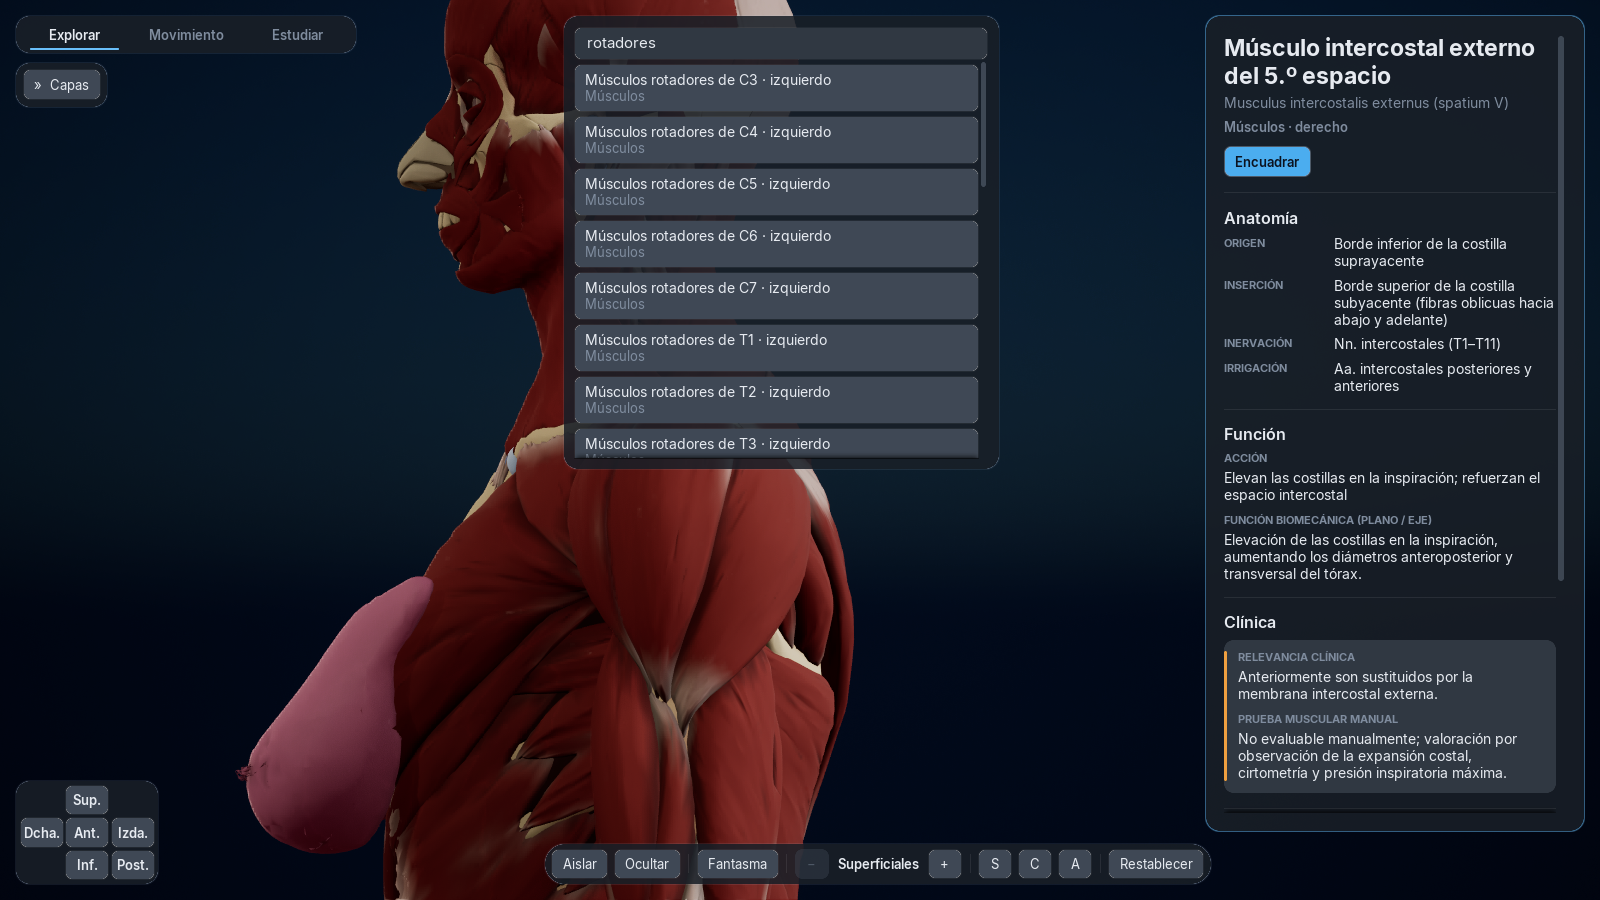 Explorar Movimiento Estudiar
» Capas
rotadores
Músculos rotadores de C3 · izquierdo
Músculos
Músculos rotadores de C4 · izquierdo
Músculos
Músculos rotadores de C5 · izquierdo
Músculos
Músculos rotadores de C6 · izquierdo
Músculos
Músculos rotadores de C7 · izquierdo
Músculos
Músculos rotadores de T1 · izquierdo
Músculos
Músculos rotadores de T2 · izquierdo
Músculos
Músculos rotadores de T3 · izquierdo
Músculo intercostal externo
del 5.º espacio
Musculus intercostalis externus (spatium V)
Músculos · derecho
Encuadrar
Anatomía
ORIGEN Borde inferior de la costilla
suprayacente
INSERCIÓN Borde superior de la costilla
subyacente (fibras oblicuas hacia
abajo y adelante)
INERVACIÓN Nn. intercostales (T1–T11)
IRRIGACIÓN Aa. intercostales posteriores y
anteriores
Función
ACCIÓN
Elevan las costillas en la inspiración; refuerzan el
espacio intercostal
FUNCIÓN BIOMECÁNICA (PLANO / EJE)
Elevación de las costillas en la inspiración,
aumentando los diámetros anteroposterior y
transversal del tórax.
Clínica
RELEVANCIA CLÍNICA
Anteriormente son sustituidos por la
membrana intercostal externa.
PRUEBA MUSCULAR MANUAL
No evaluable manualmente; valoración por
observación de la expansión costal,
cirtometría y presión inspiratoria máxima.
Sup.
Dcha. Ant. Izda.
Inf. Post.
Aislar Ocultar Fantasma − Superficiales + S C A Restablecer